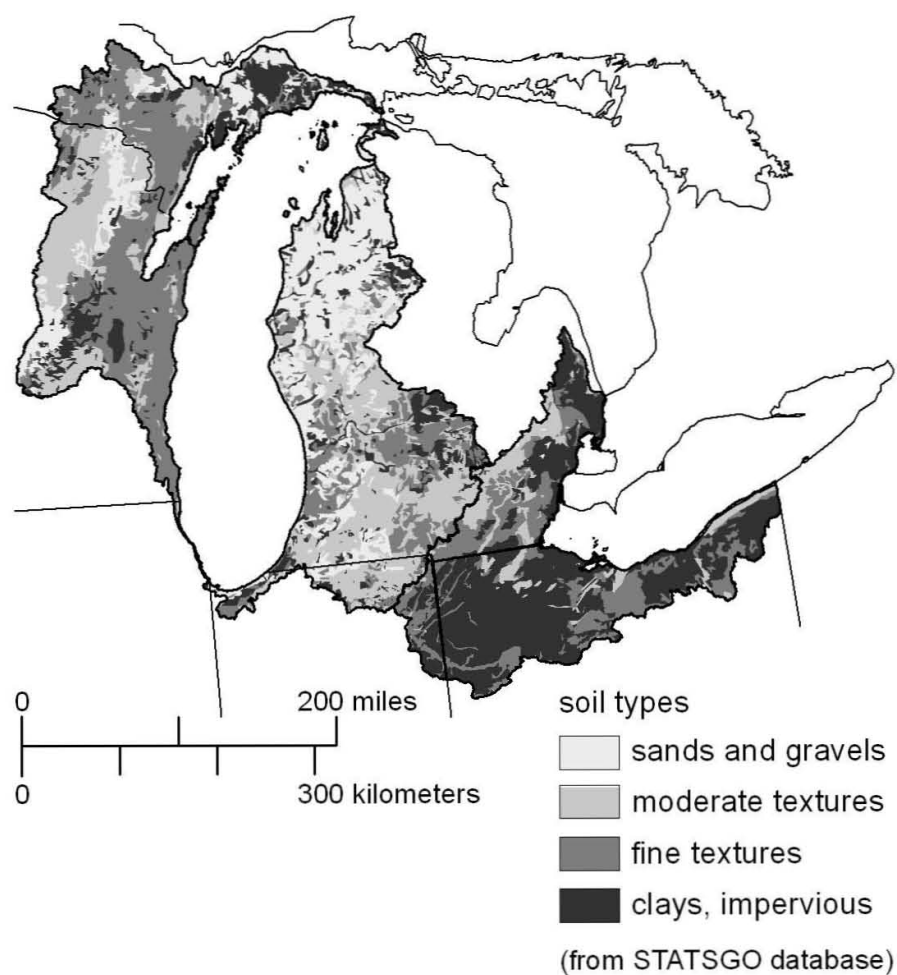 0 200 miles
0 300 kilometers
soil types
sands and gravels
moderate textures
fine textures
clays, impervious
(from STATSGO database)